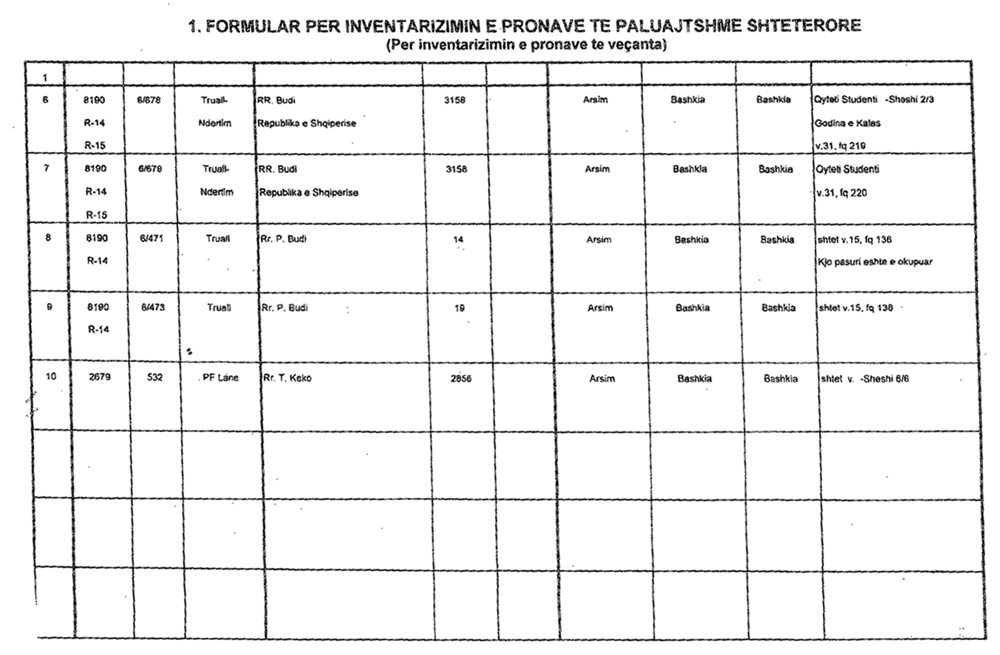 1. FORMULAR PER INVENTARIZIMIN E PRONAVE TE PALUAJTSHME SHTETERORE
(Per inventarizimin e pronave te veçanta)
1
6 8190 6/678 Truall- RR. Budi 3158 Arsim Bashkia Bashkia Qyteti Studenti -Sheshi 2/3
R-14 Ndertim Republika e Shqiperise Godina e Kalas
R-15 v.31, fq 219
7 8190 6/679 Truall- RR. Budi 3158 Arsim Bashkia Bashkia Qyteti Studenti
R-14 Ndertim Republika e Shqiperise v.31, fq 220
R-15
8 8190 6/471 Truall Rr. P. Budi 14 Arsim Bashkia Bashkia shtet v.15, fq 136
R-14 Kjo pasuri eshte e okupuar
9 8190 6/473 Truall Rr. P. Budi 19 Arsim Bashkia Bashkia shtet v.15, fq 138
R-14
10 2679 532 PF Lane Rr. T. Keko 2856 Arsim Bashkia Bashkia shtet v. -Sheshi 6/6